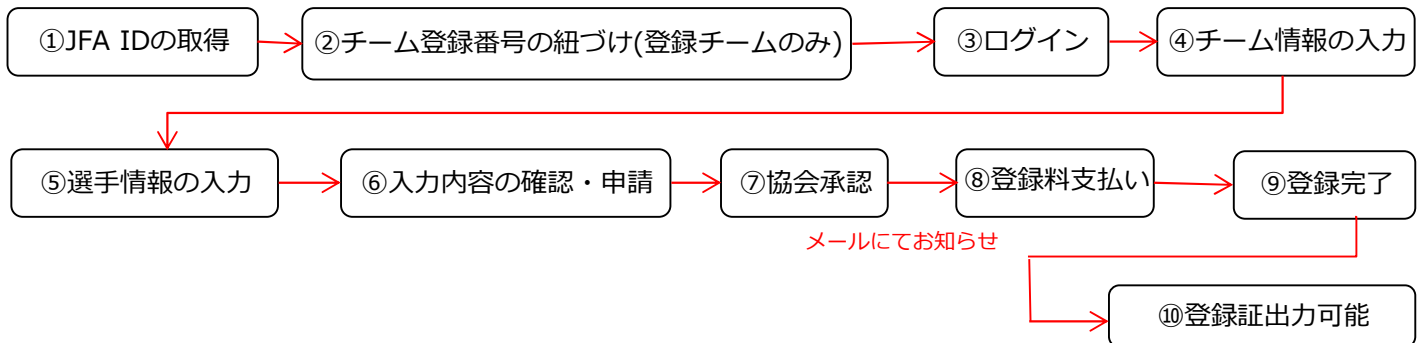 ①JFA IDの取得
②チーム登録番号の紐づけ(登録チームのみ)
③ログイン
④チーム情報の入力
⑤選手情報の入力
⑥入力内容の確認・申請
⑦協会承認
⑧登録料支払い
⑨登録完了
メールにてお知らせ
⑩登録証出力可能